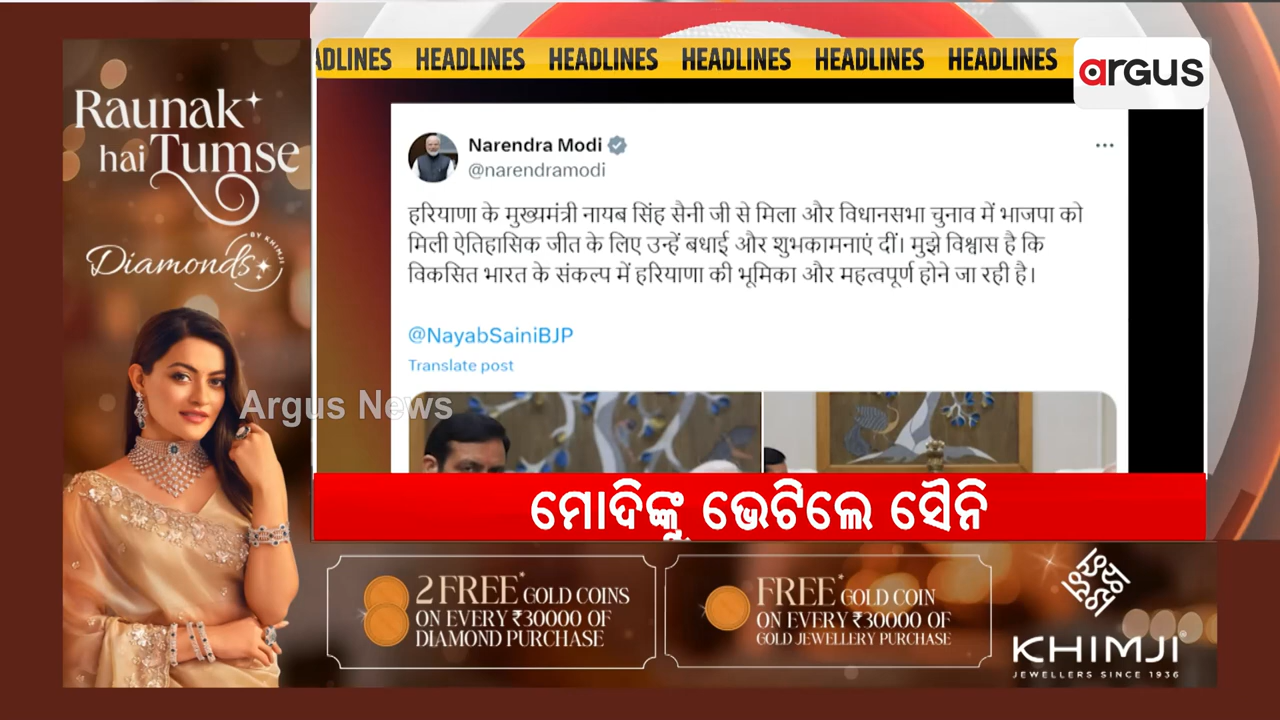 Raunak
hai Tumse
BY KHIMJI
Diamonds
ADLINES HEADLINES HEADLINES HEADLINES HEADLINES HEADLINES
argus
Narendra Modi
@narendramodi
हरियाणा के मुख्यमंत्री नायब सिंह सैनी जी से मिला और विधानसभा चुनाव में भाजपा को
मिली ऐतिहासिक जीत के लिए उन्हें बधाई और शुभकामनाएं दीं। मुझे विश्वास है कि
विकसित भारत के संकल्प में हरियाणा की भूमिका और महत्वपूर्ण होने जा रही है।
@NayabSainiBJP
Translate post
Argus News
ମୋଦିଙ୍କୁ ଭେଟିଲେ ସୈନି
2 FREE* GOLD COINS
ON EVERY ₹30000 OF
DIAMOND PURCHASE
FREE* GOLD COIN
ON EVERY ₹30000 OF
GOLD JEWELLERY PURCHASE
KHIMJI®
JEWELLERS SINCE 1936